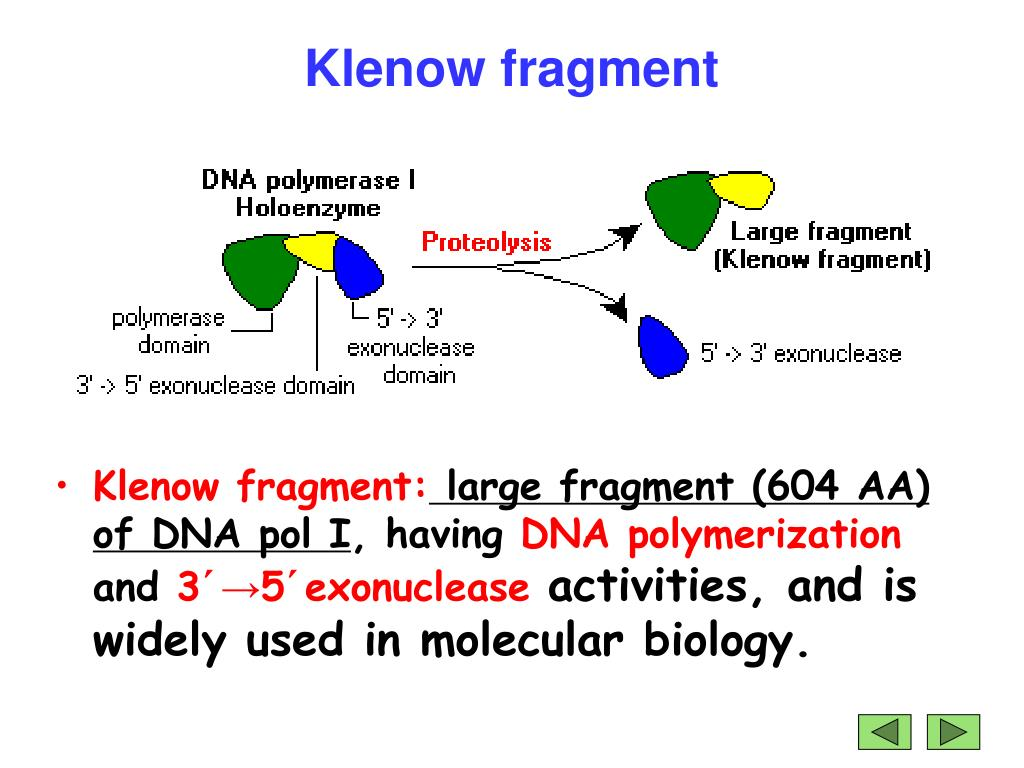 Klenow fragment
DNA polymerase I
Holoenzyme
Proteolysis
Large fragment
(Klenow fragment)
polymerase
domain
5' -> 3'
exonuclease
domain
3' -> 5' exonuclease domain
5' -> 3' exonuclease
• Klenow fragment: large fragment (604 AA)
of DNA pol I, having DNA polymerization
and 3´→5´exonuclease activities, and is
widely used in molecular biology.